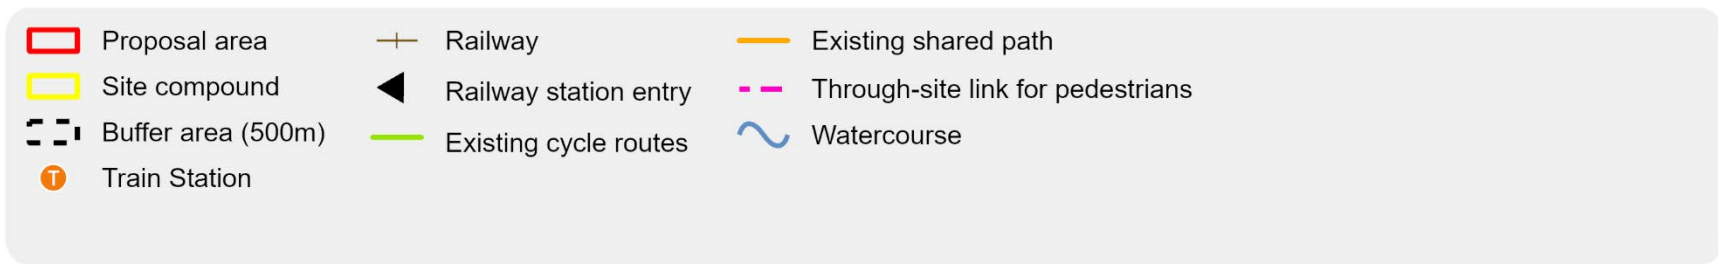 Proposal area
Site compound
Buffer area (500m)
T
Train Station
Railway
Railway station entry
Existing cycle routes
Existing shared path
Through-site link for pedestrians
Watercourse